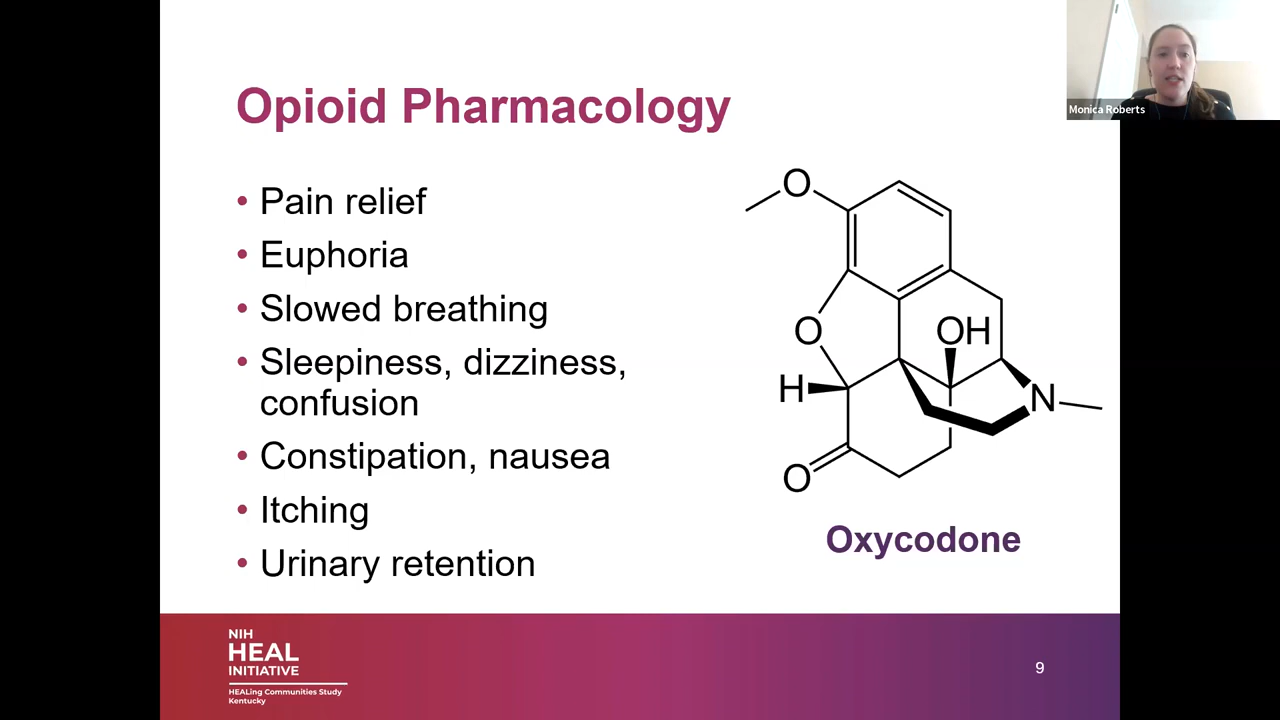 Opioid Pharmacology
• Pain relief
• Euphoria
• Slowed breathing
• Sleepiness, dizziness,
confusion
• Constipation, nausea
• Itching
• Urinary retention
O
O
OH
H
N
O
Oxycodone
Monica Roberts
NIH
HEAL
INITIATIVE
HEALing Communities Study
Kentucky
9